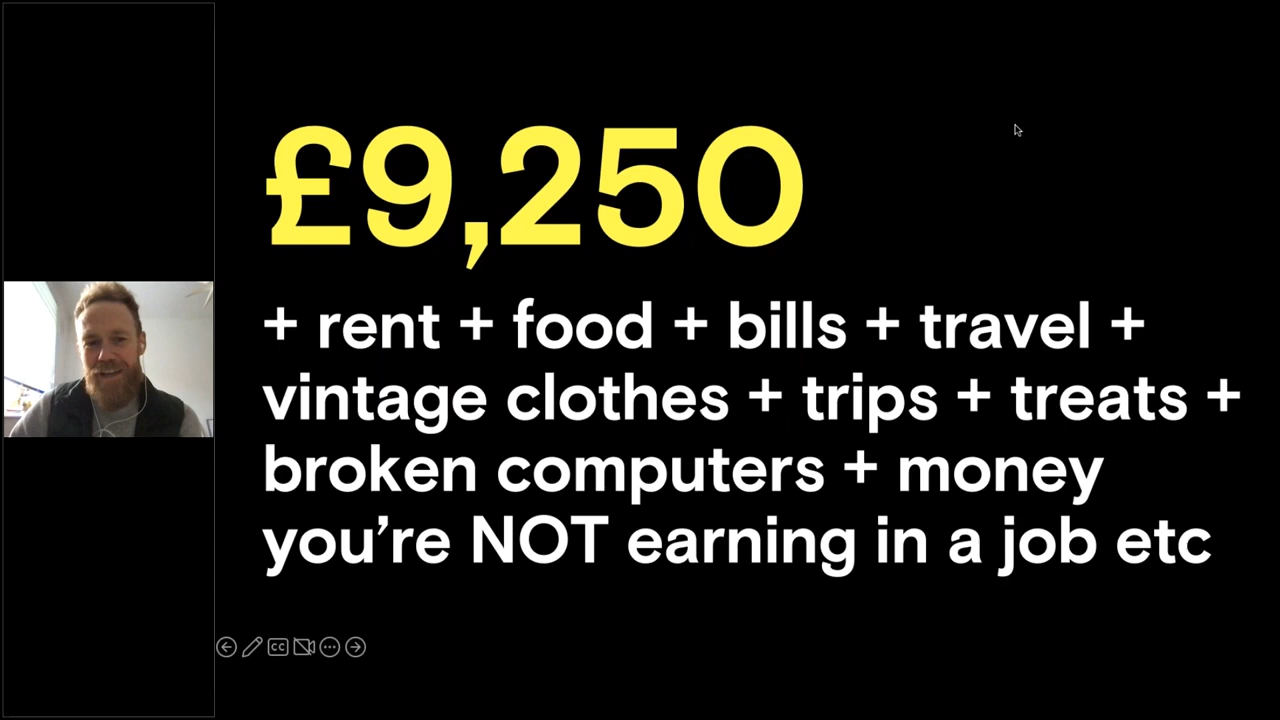 £9,250
+ rent + food + bills + travel +
vintage clothes + trips + treats +
broken computers + money
you’re NOT earning in a job etc
CC